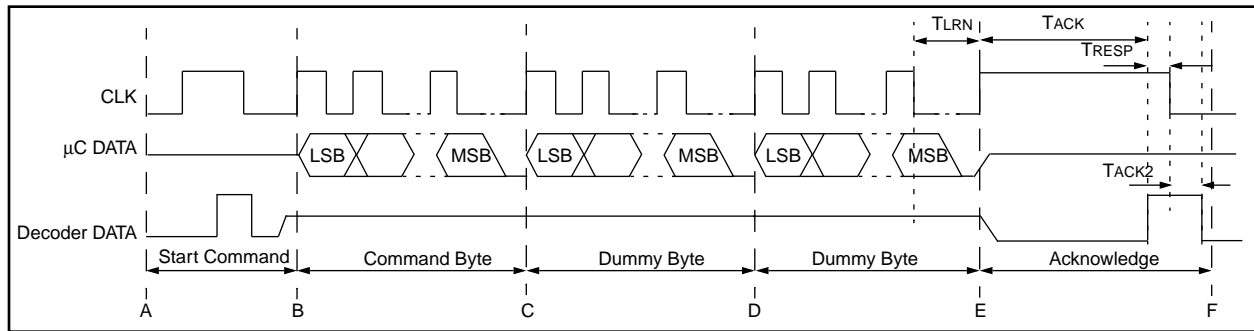 TLRN TACK
TRESP
CLK
μC DATA LSB MSB LSB MSB LSB MSB
TACK2
Decoder DATA
Start Command Command Byte Dummy Byte Dummy Byte Acknowledge
A B C D E F